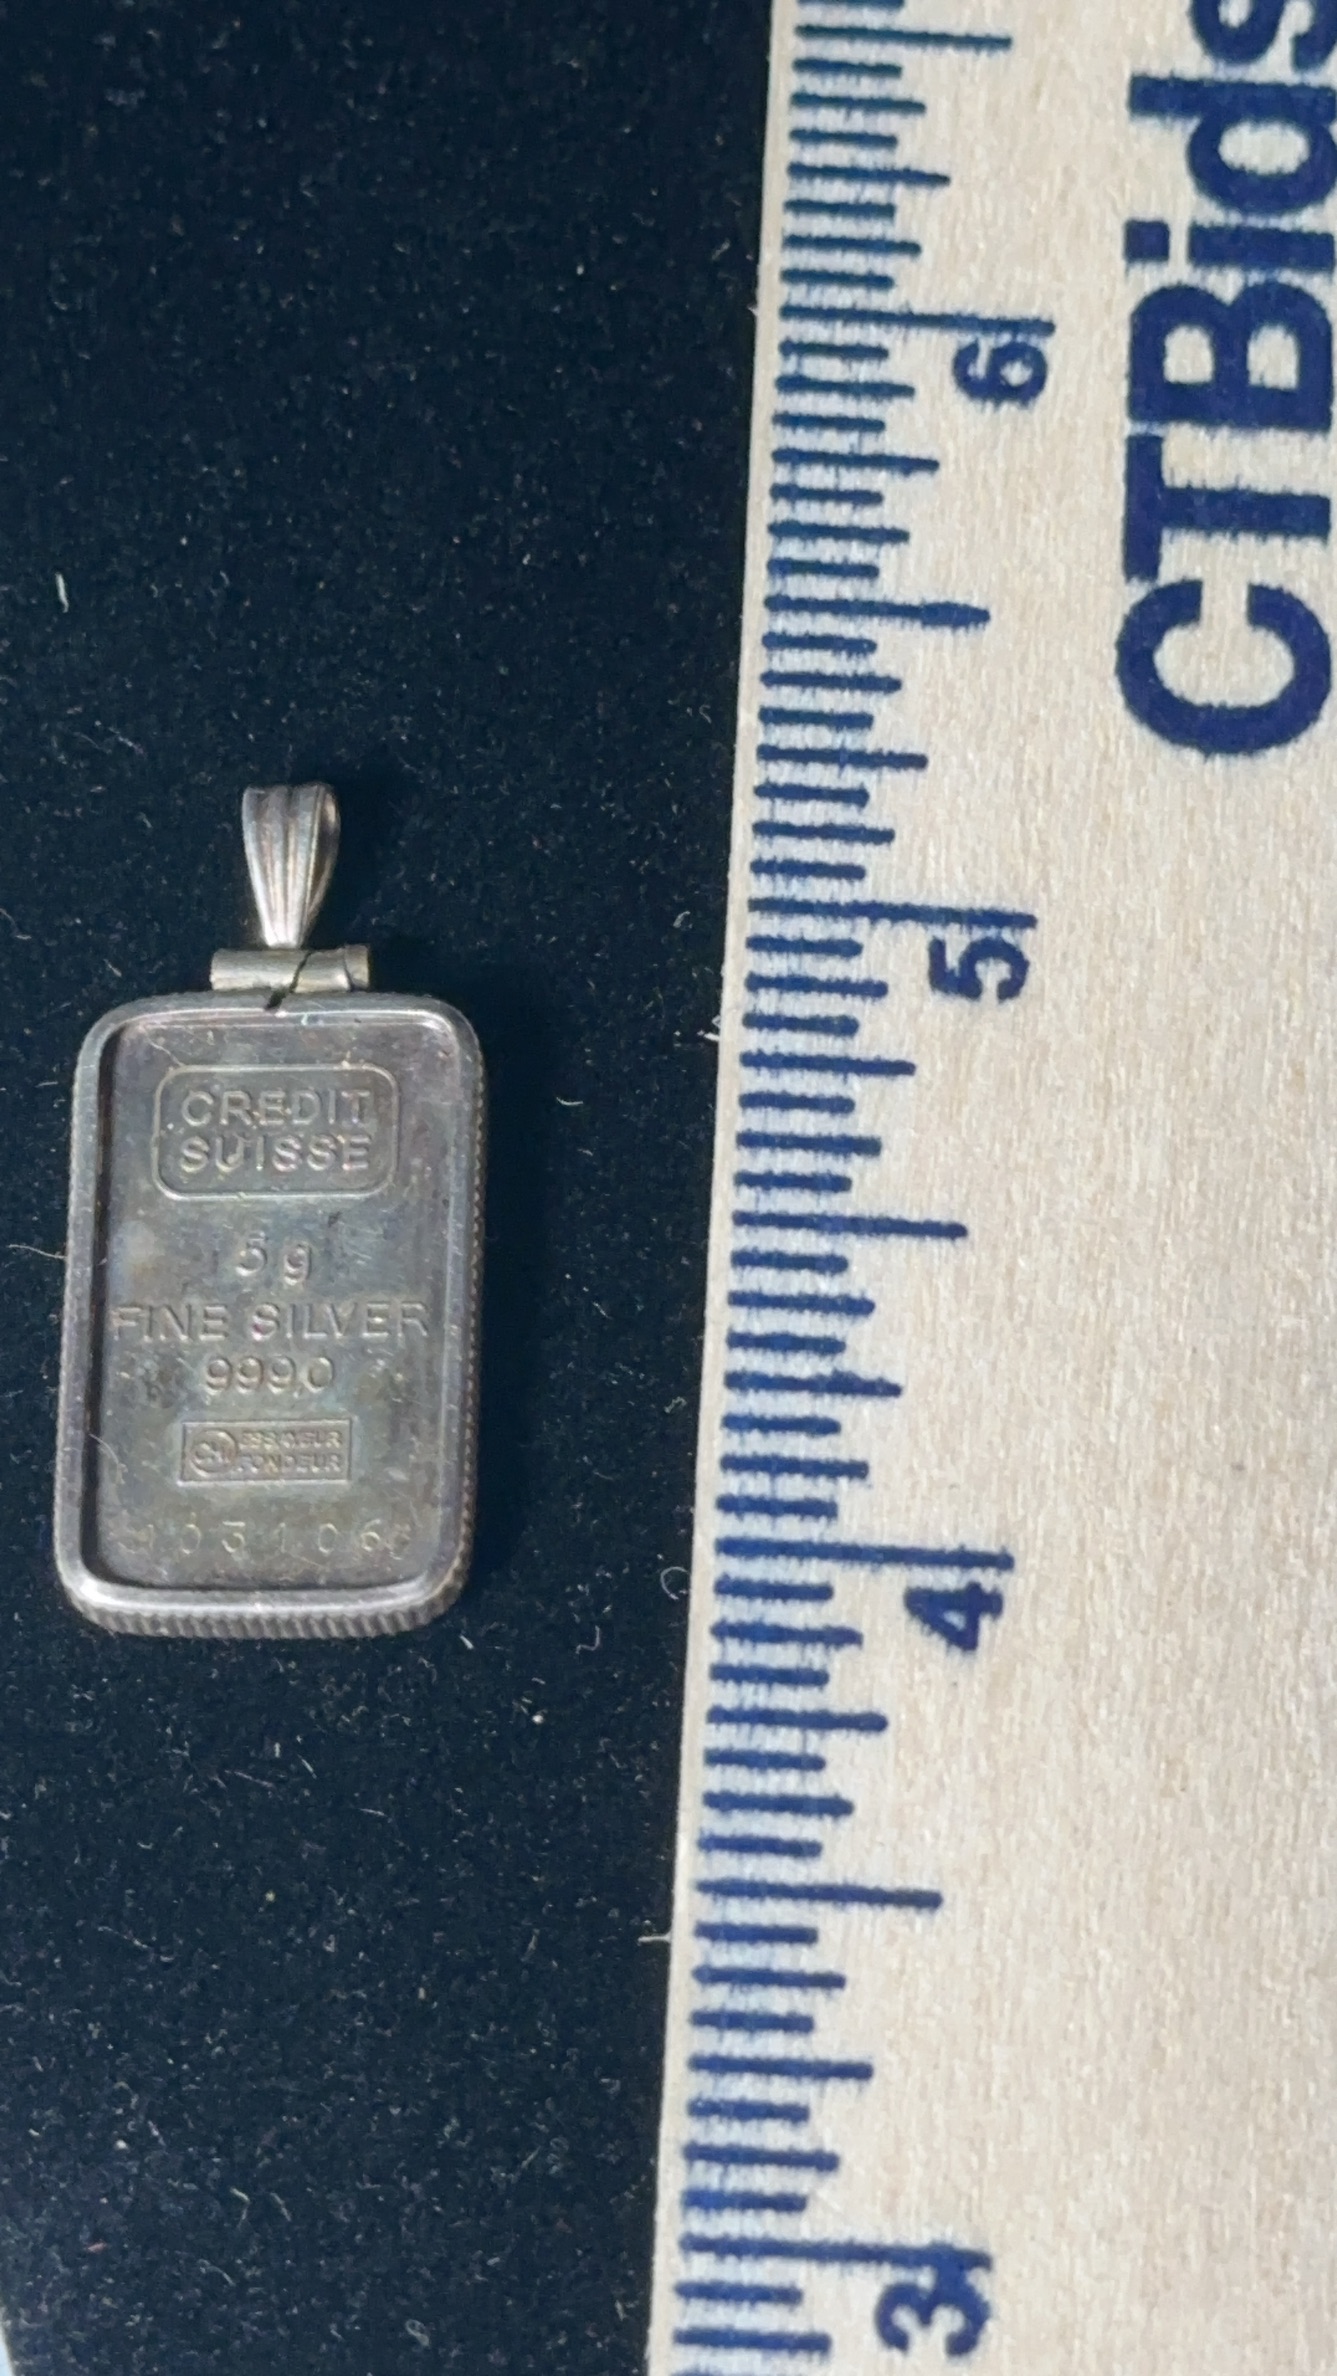 CREDIT
SUISSE
5 g
FINE SILVER
999,0
ESSAYEUR
FONDEUR
CTBids
6
5
4
3